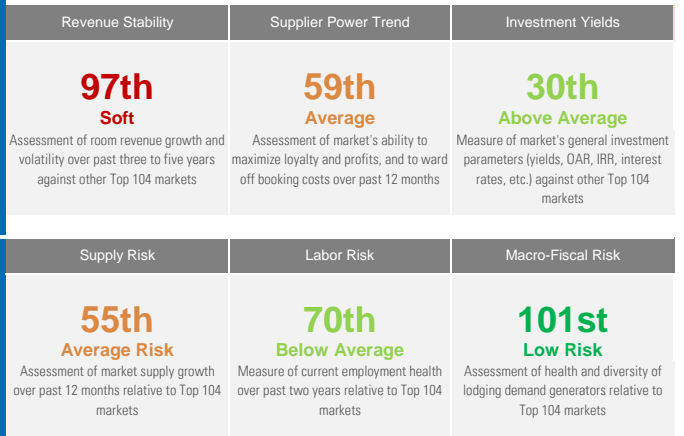 Revenue Stability
Supplier Power Trend
Investment Yields
97th
Soft
Assessment of room revenue growth and
volatility over past three to five years
against other Top 104 markets
59th
Average
Assessment of market's ability to
maximize loyalty and profits, and to ward
off booking costs over past 12 months
30th
Above Average
Measure of market's general investment
parameters (yields, OAR, IRR, interest
rates, etc.) against other Top 104
markets
Supply Risk
Labor Risk
Macro-Fiscal Risk
55th
Average Risk
Assessment of market supply growth
over past 12 months relative to Top 104
markets
70th
Below Average
Measure of current employment health
over past two years relative to Top 104
markets
101st
Low Risk
Assessment of health and diversity of
lodging demand generators relative to
Top 104 markets